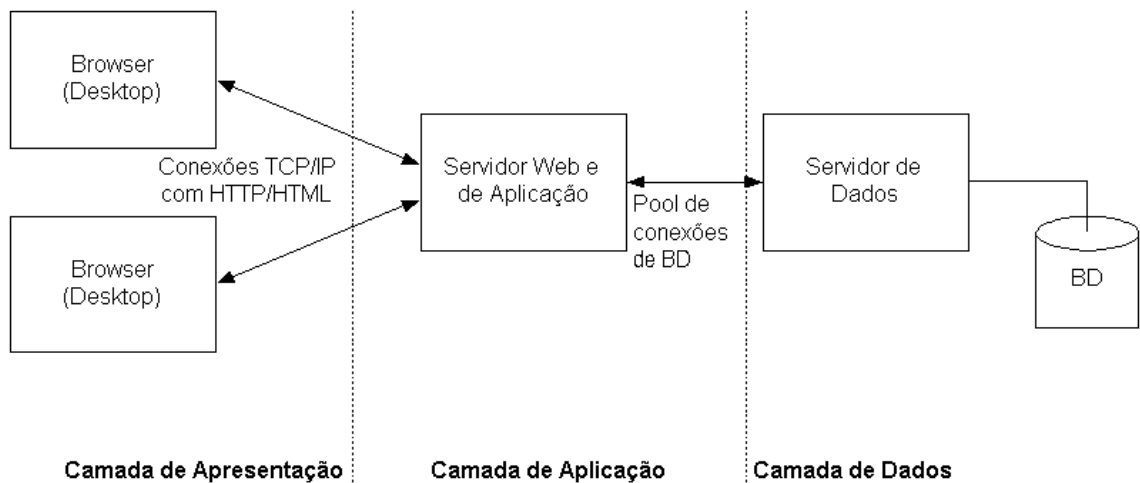 Browser
(Desktop)
Conexões TCP/IP
com HTTP/HTML
Browser
(Desktop)
Servidor Web e
de Aplicação
Pool de
conexões
de BD
Servidor de
Dados
BD
Camada de Apresentação
Camada de Aplicação
Camada de Dados